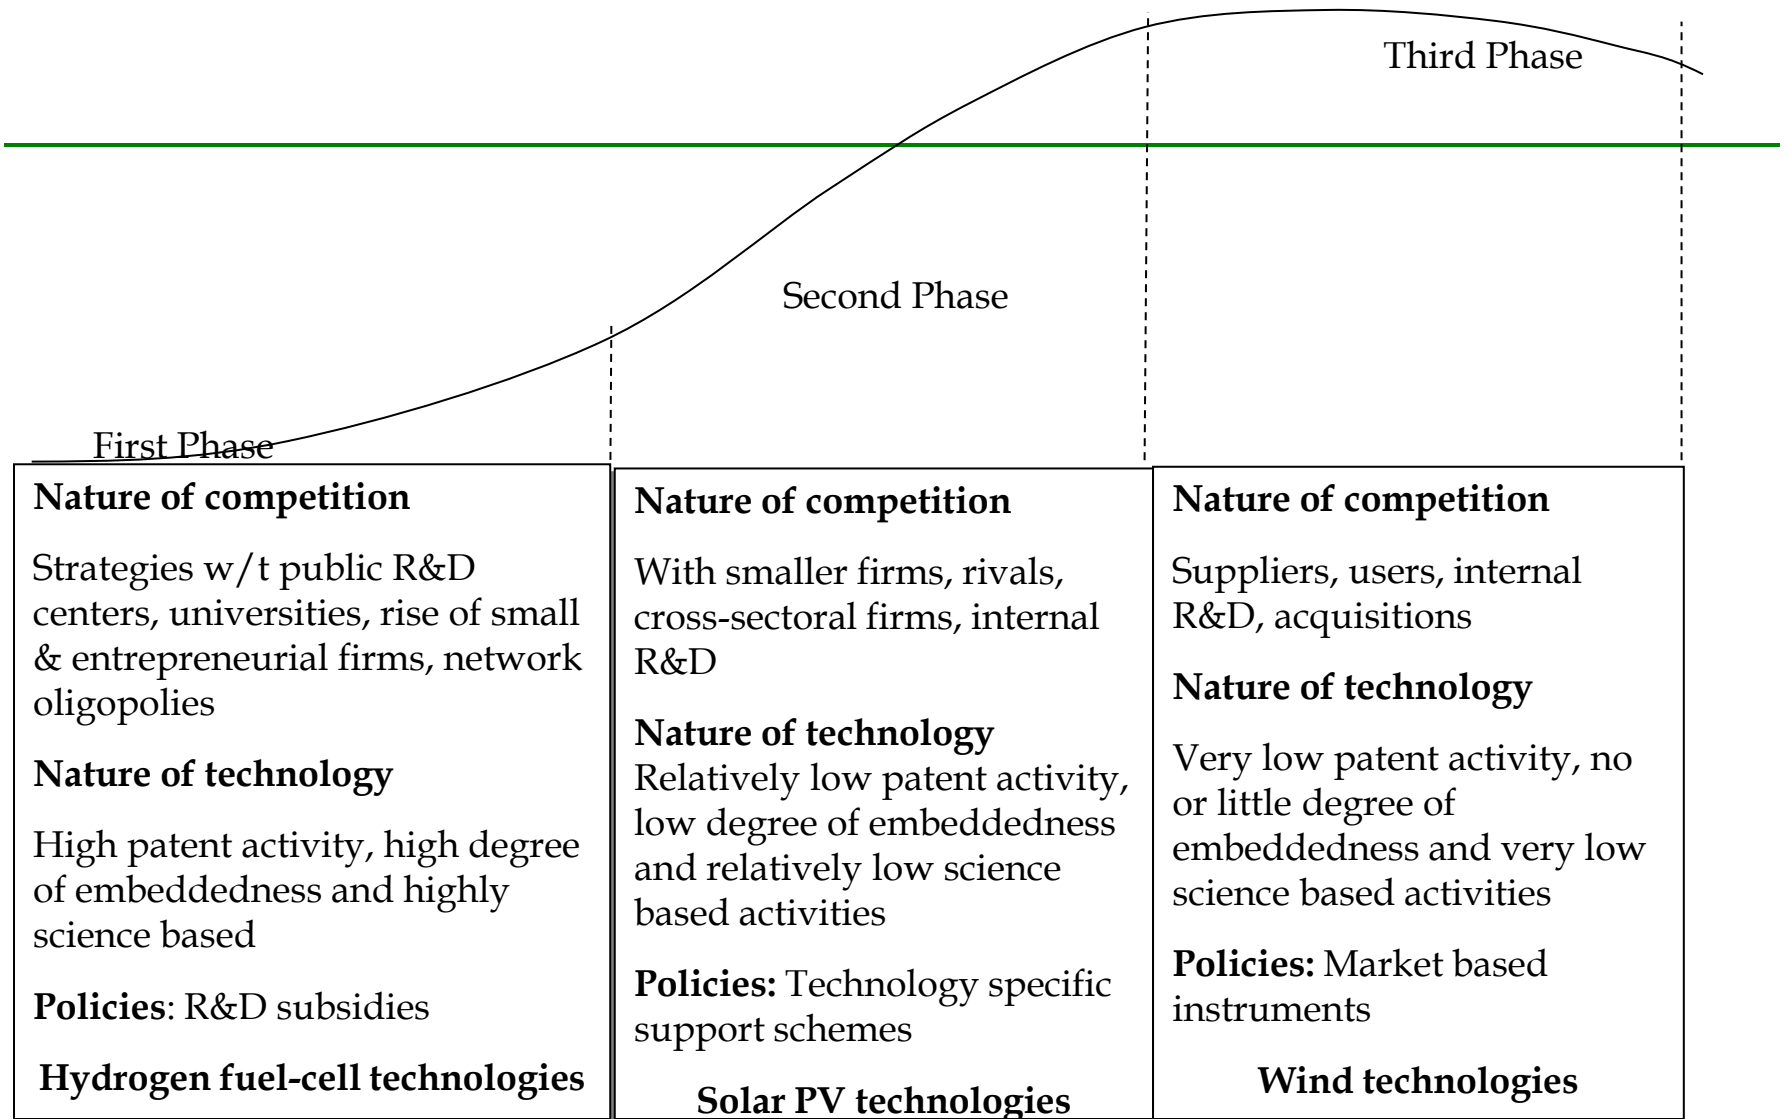 Third Phase
Second Phase
First Phase
Nature of competition
Strategies w/t public R&D
centers, universities, rise of small
& entrepreneurial firms, network
oligopolies
Nature of technology
High patent activity, high degree
of embeddedness and highly
science based
Policies: R&D subsidies
Hydrogen fuel-cell technologies
Nature of competition
With smaller firms, rivals,
cross-sectoral firms, internal
R&D
Nature of technology
Relatively low patent activity,
low degree of embeddedness
and relatively low science
based activities
Policies: Technology specific
support schemes
Solar PV technologies
Nature of competition
Suppliers, users, internal
R&D, acquisitions
Nature of technology
Very low patent activity, no
or little degree of
embeddedness and very low
science based activities
Policies: Market based
instruments
Wind technologies